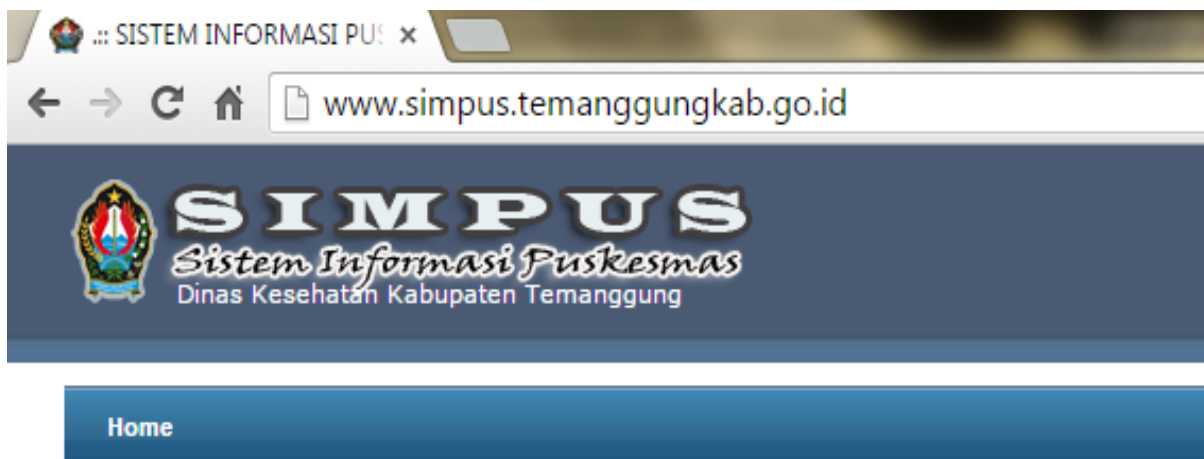 .:: SISTEM INFORMASI PUS
www.simpus.temanggungkab.go.id
SIMPUS
Sistem Informasi Puskesmas
Dinas Kesehatan Kabupaten Temanggung
Home